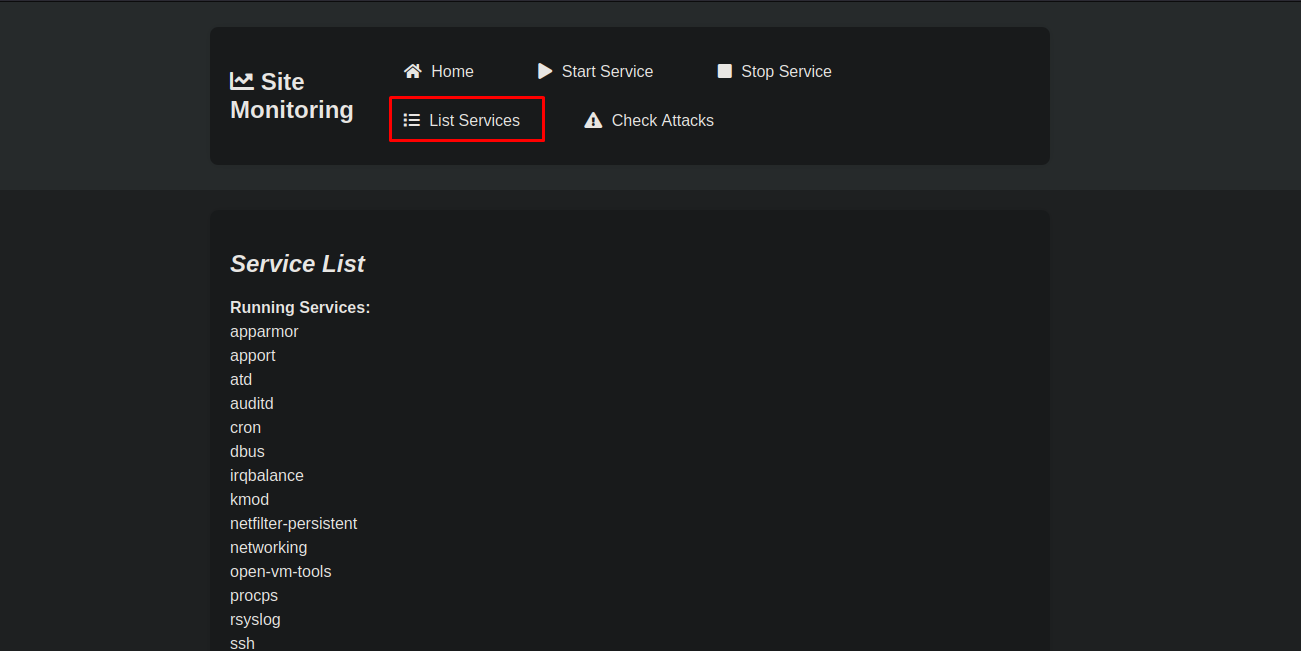 Site
Monitoring
Home
Start Service
Stop Service
List Services
Check Attacks
Service List
Running Services:
apparmor
apport
atd
auditd
cron
dbus
irqbalance
kmod
netfilter-persistent
networking
open-vm-tools
procps
rsyslog
ssh